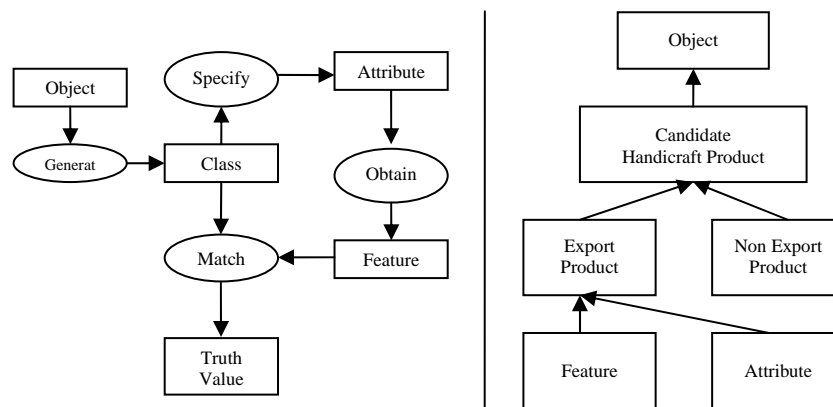 Object
Generat
Specify
Class
Match
Truth
Value
Attribute
Obtain
Feature
Object
Candidate
Handicraft Product
Export
Product
Non Export
Product
Feature
Attribute